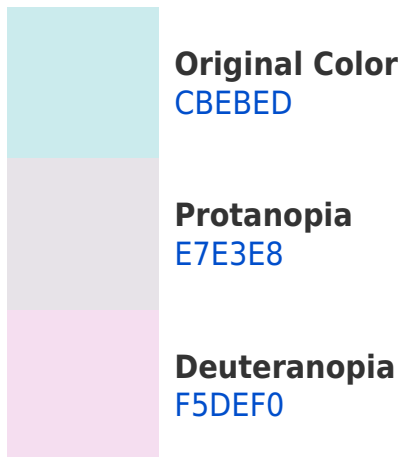 Original Color
CBEBED
Protanopia
E7E3E8
Deuteranopia
F5DEF0